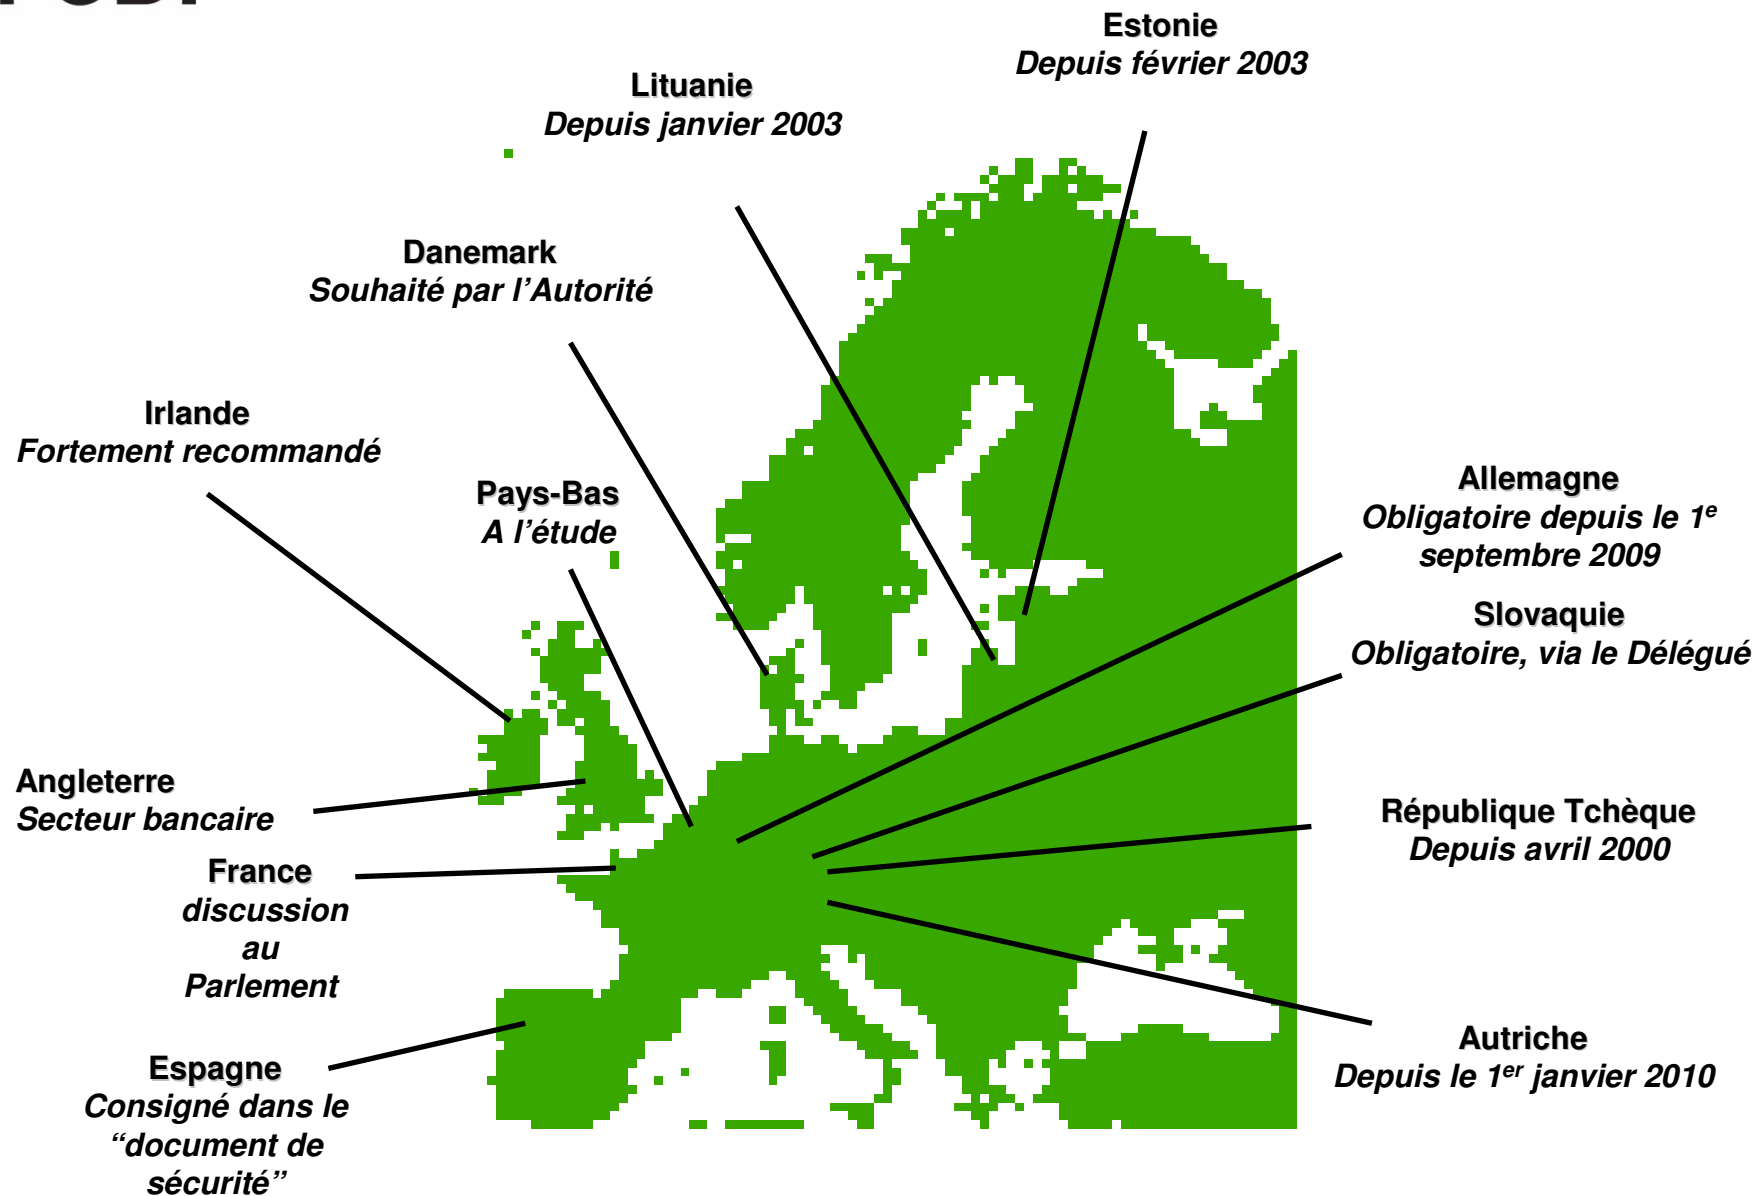 Estonie
Depuis février 2003
Lituanie
Depuis janvier 2003
Danemark
Souhaité par l’Autorité
Irlande
Fortement recommandé
Pays-Bas
A l’étude
Allemagne
Obligatoire depuis le 1e
septembre 2009
Slovaquie
Obligatoire, via le Délégué
Angleterre
Secteur bancaire
République Tchèque
Depuis avril 2000
France
discussion
au
Parlement
Autriche
Depuis le 1er janvier 2010
Espagne
Consigné dans le
“document de
sécurité”